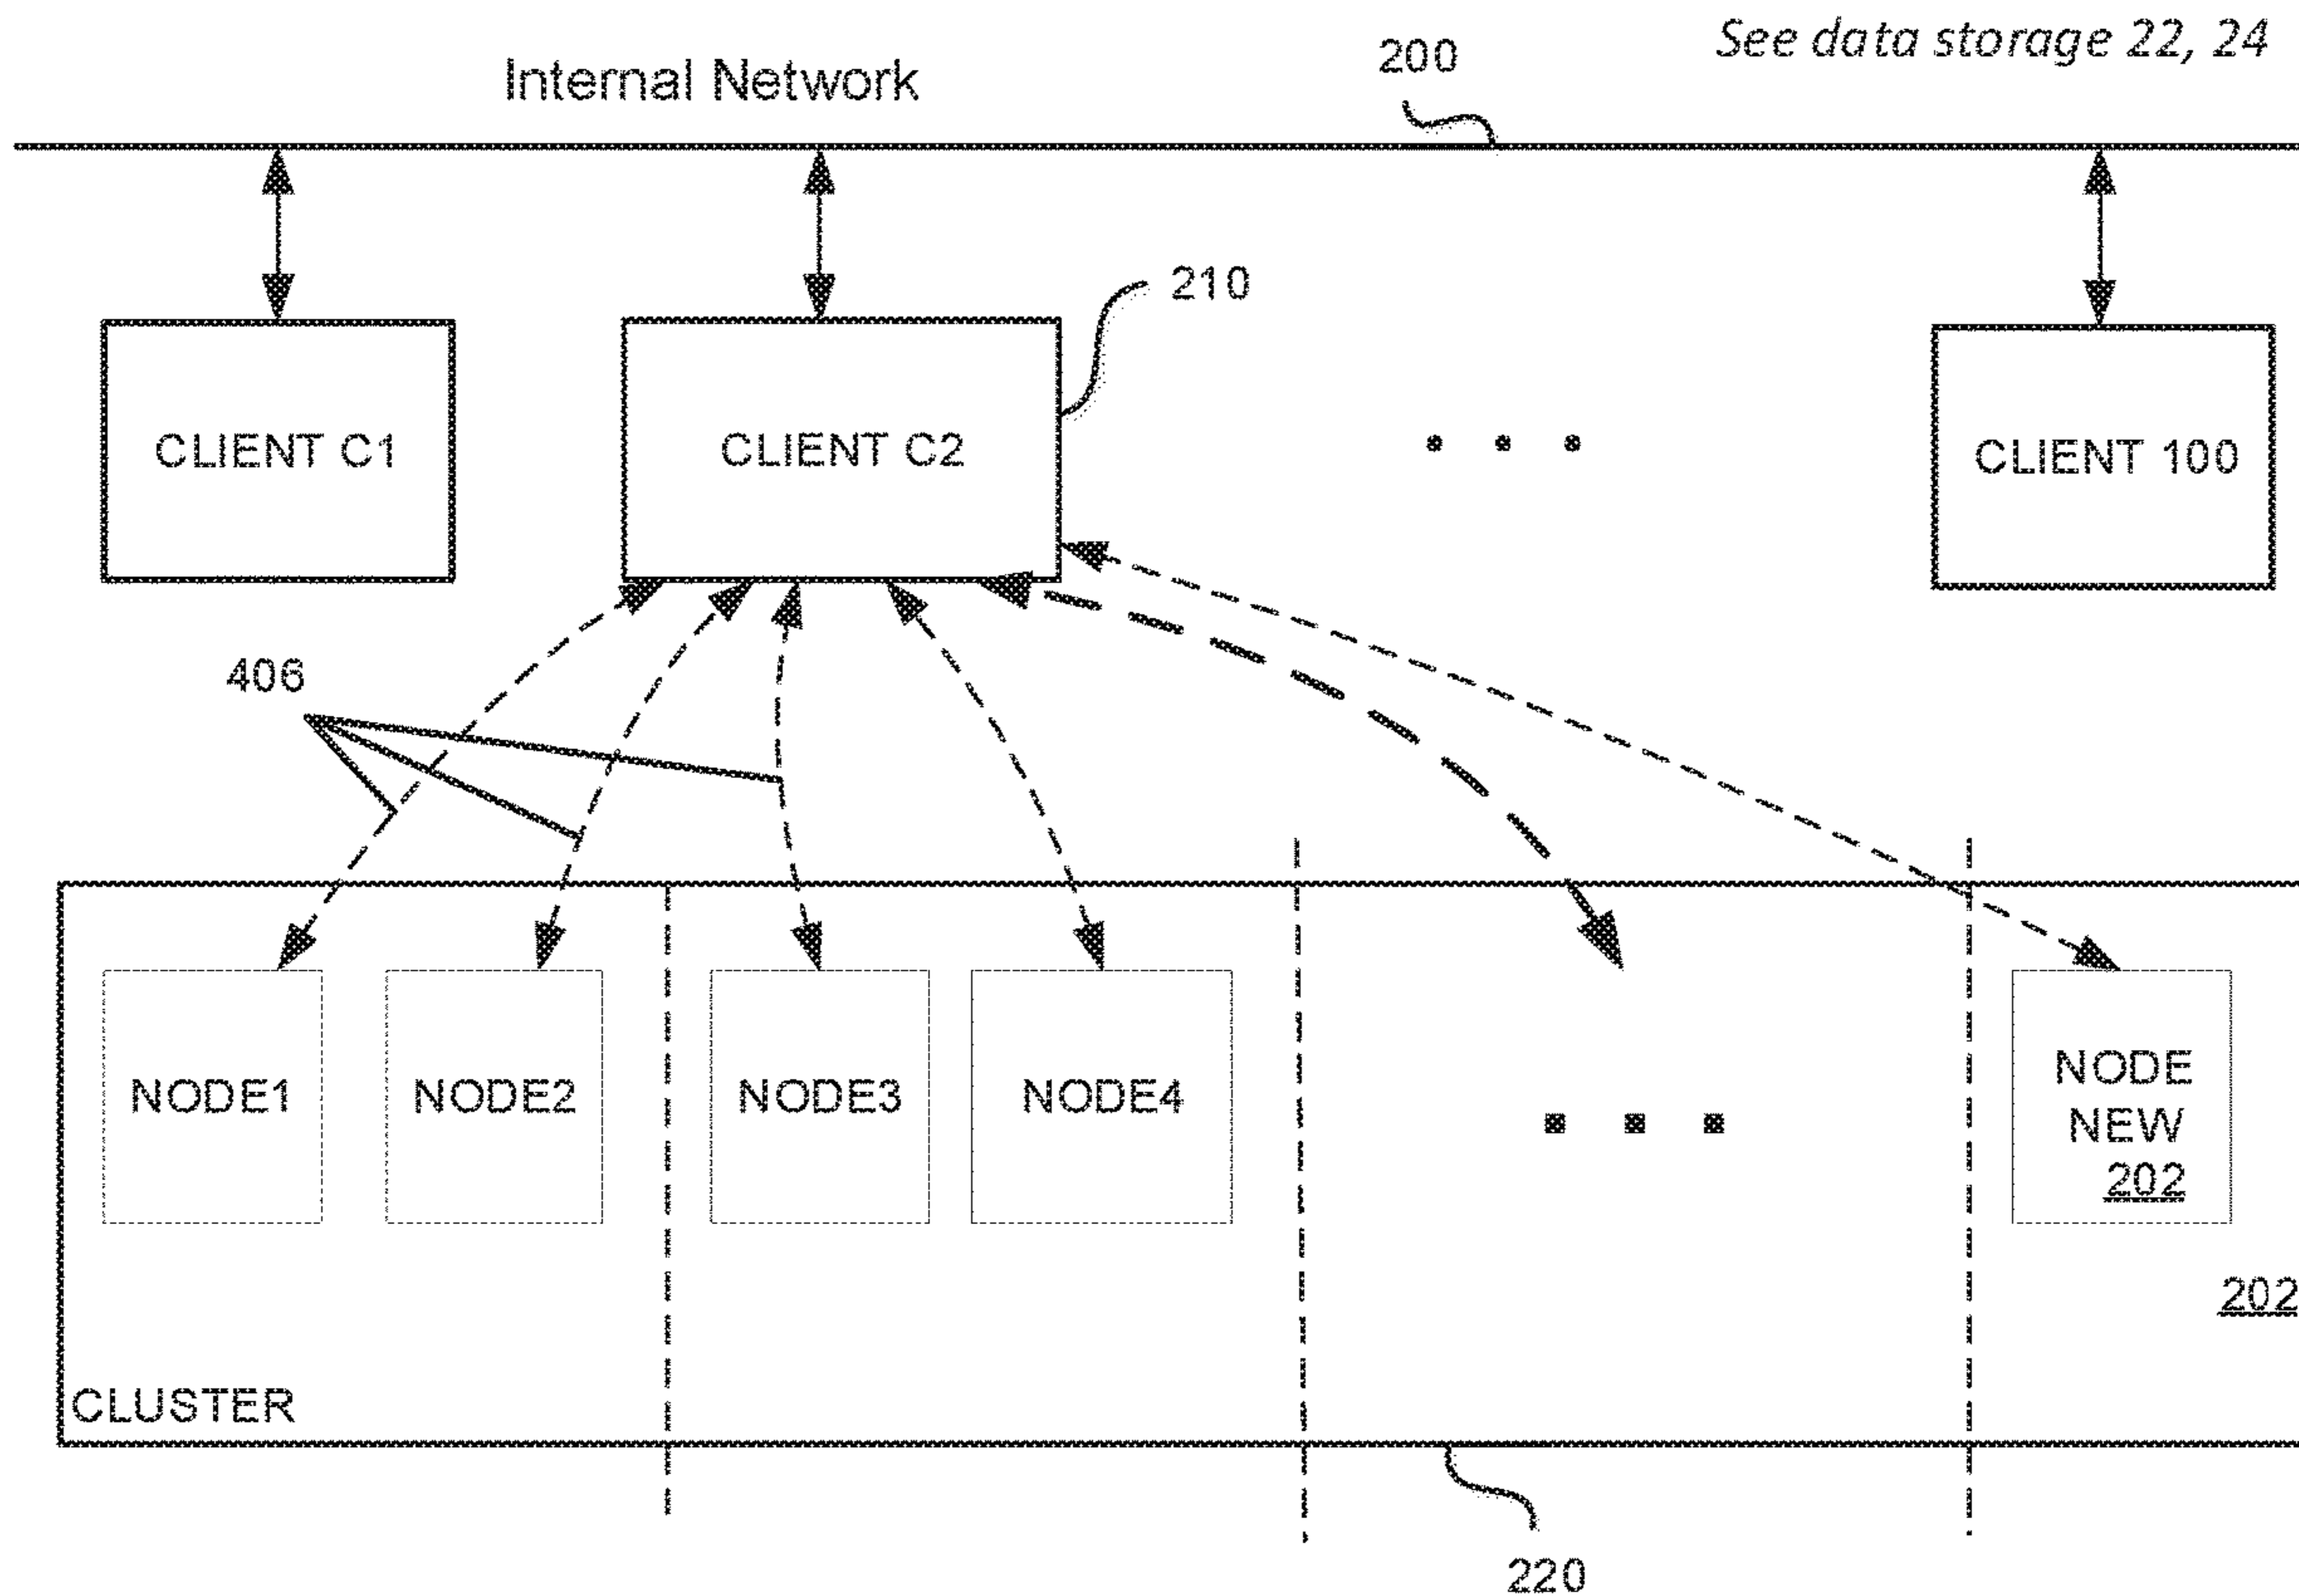 See data storage 22, 24
200
Internal Network
210
CLIENT C1
CLIENT C2
CLIENT 100
406
NODE1
NODE2
NODE3
NODE4
NODE
NEW
202
202
CLUSTER
220